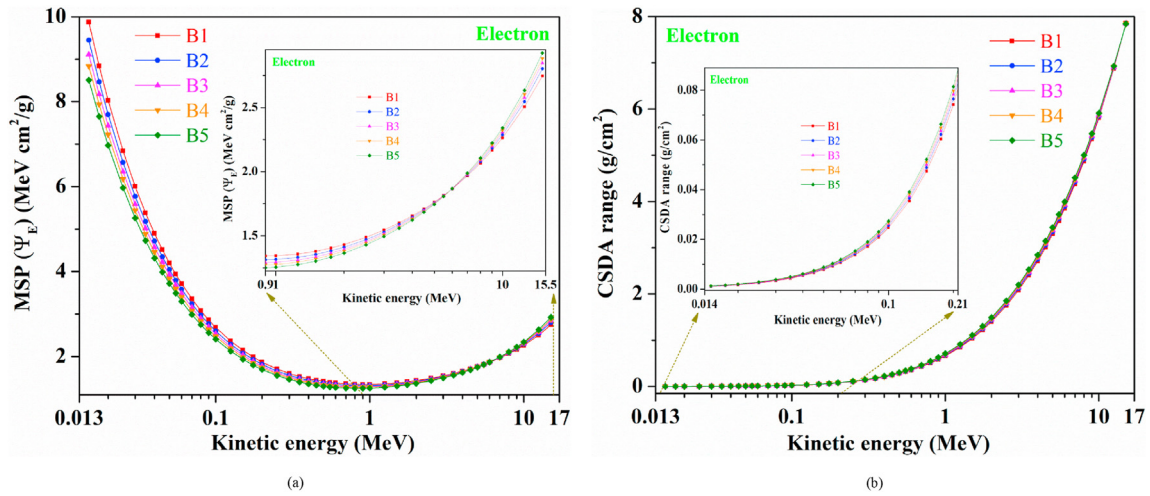 10
8
6
4
2
MSP (Ψ_E) (MeV cm²/g)
B1
B2
B3
B4
B5
Electron
Electron
B1
B2
B3
B4
B5
2.5
2.0
1.5
1.3
MSP (Ψ_E) (MeV cm²/g)
0.91
10
15.5
Kinetic energy (MeV)
0.013
0.1
1
10
17
Kinetic energy (MeV)
(a)
8
6
4
2
0
CSDA range (g/cm²)
Electron
B1
B2
B3
B4
B5
Electron
B1
B2
B3
B4
B5
0.08
0.06
0.04
0.02
0.00
CSDA range (g/cm²)
0.014
0.1
0.21
Kinetic energy (MeV)
0.013
0.1
1
10
17
Kinetic energy (MeV)
(b)